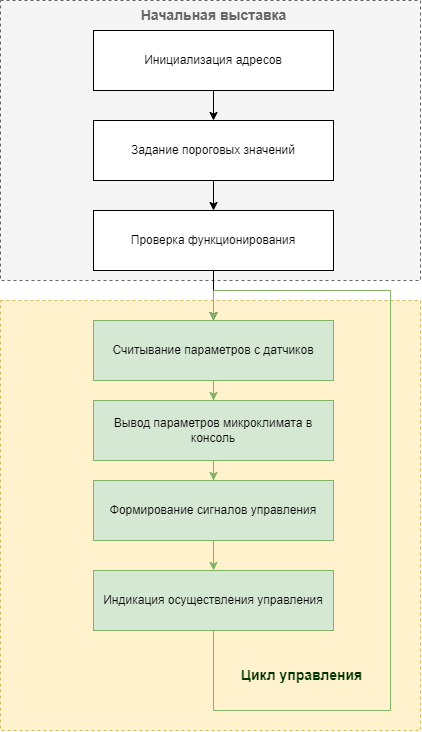 Начальная выставка
Инициализация адресов
Задание пороговых значений
Проверка функционирования
Считывание параметров с датчиков
Вывод параметров микроклимата в
консоль
Формирование сигналов управления
Индикация осуществления управления
Цикл управления